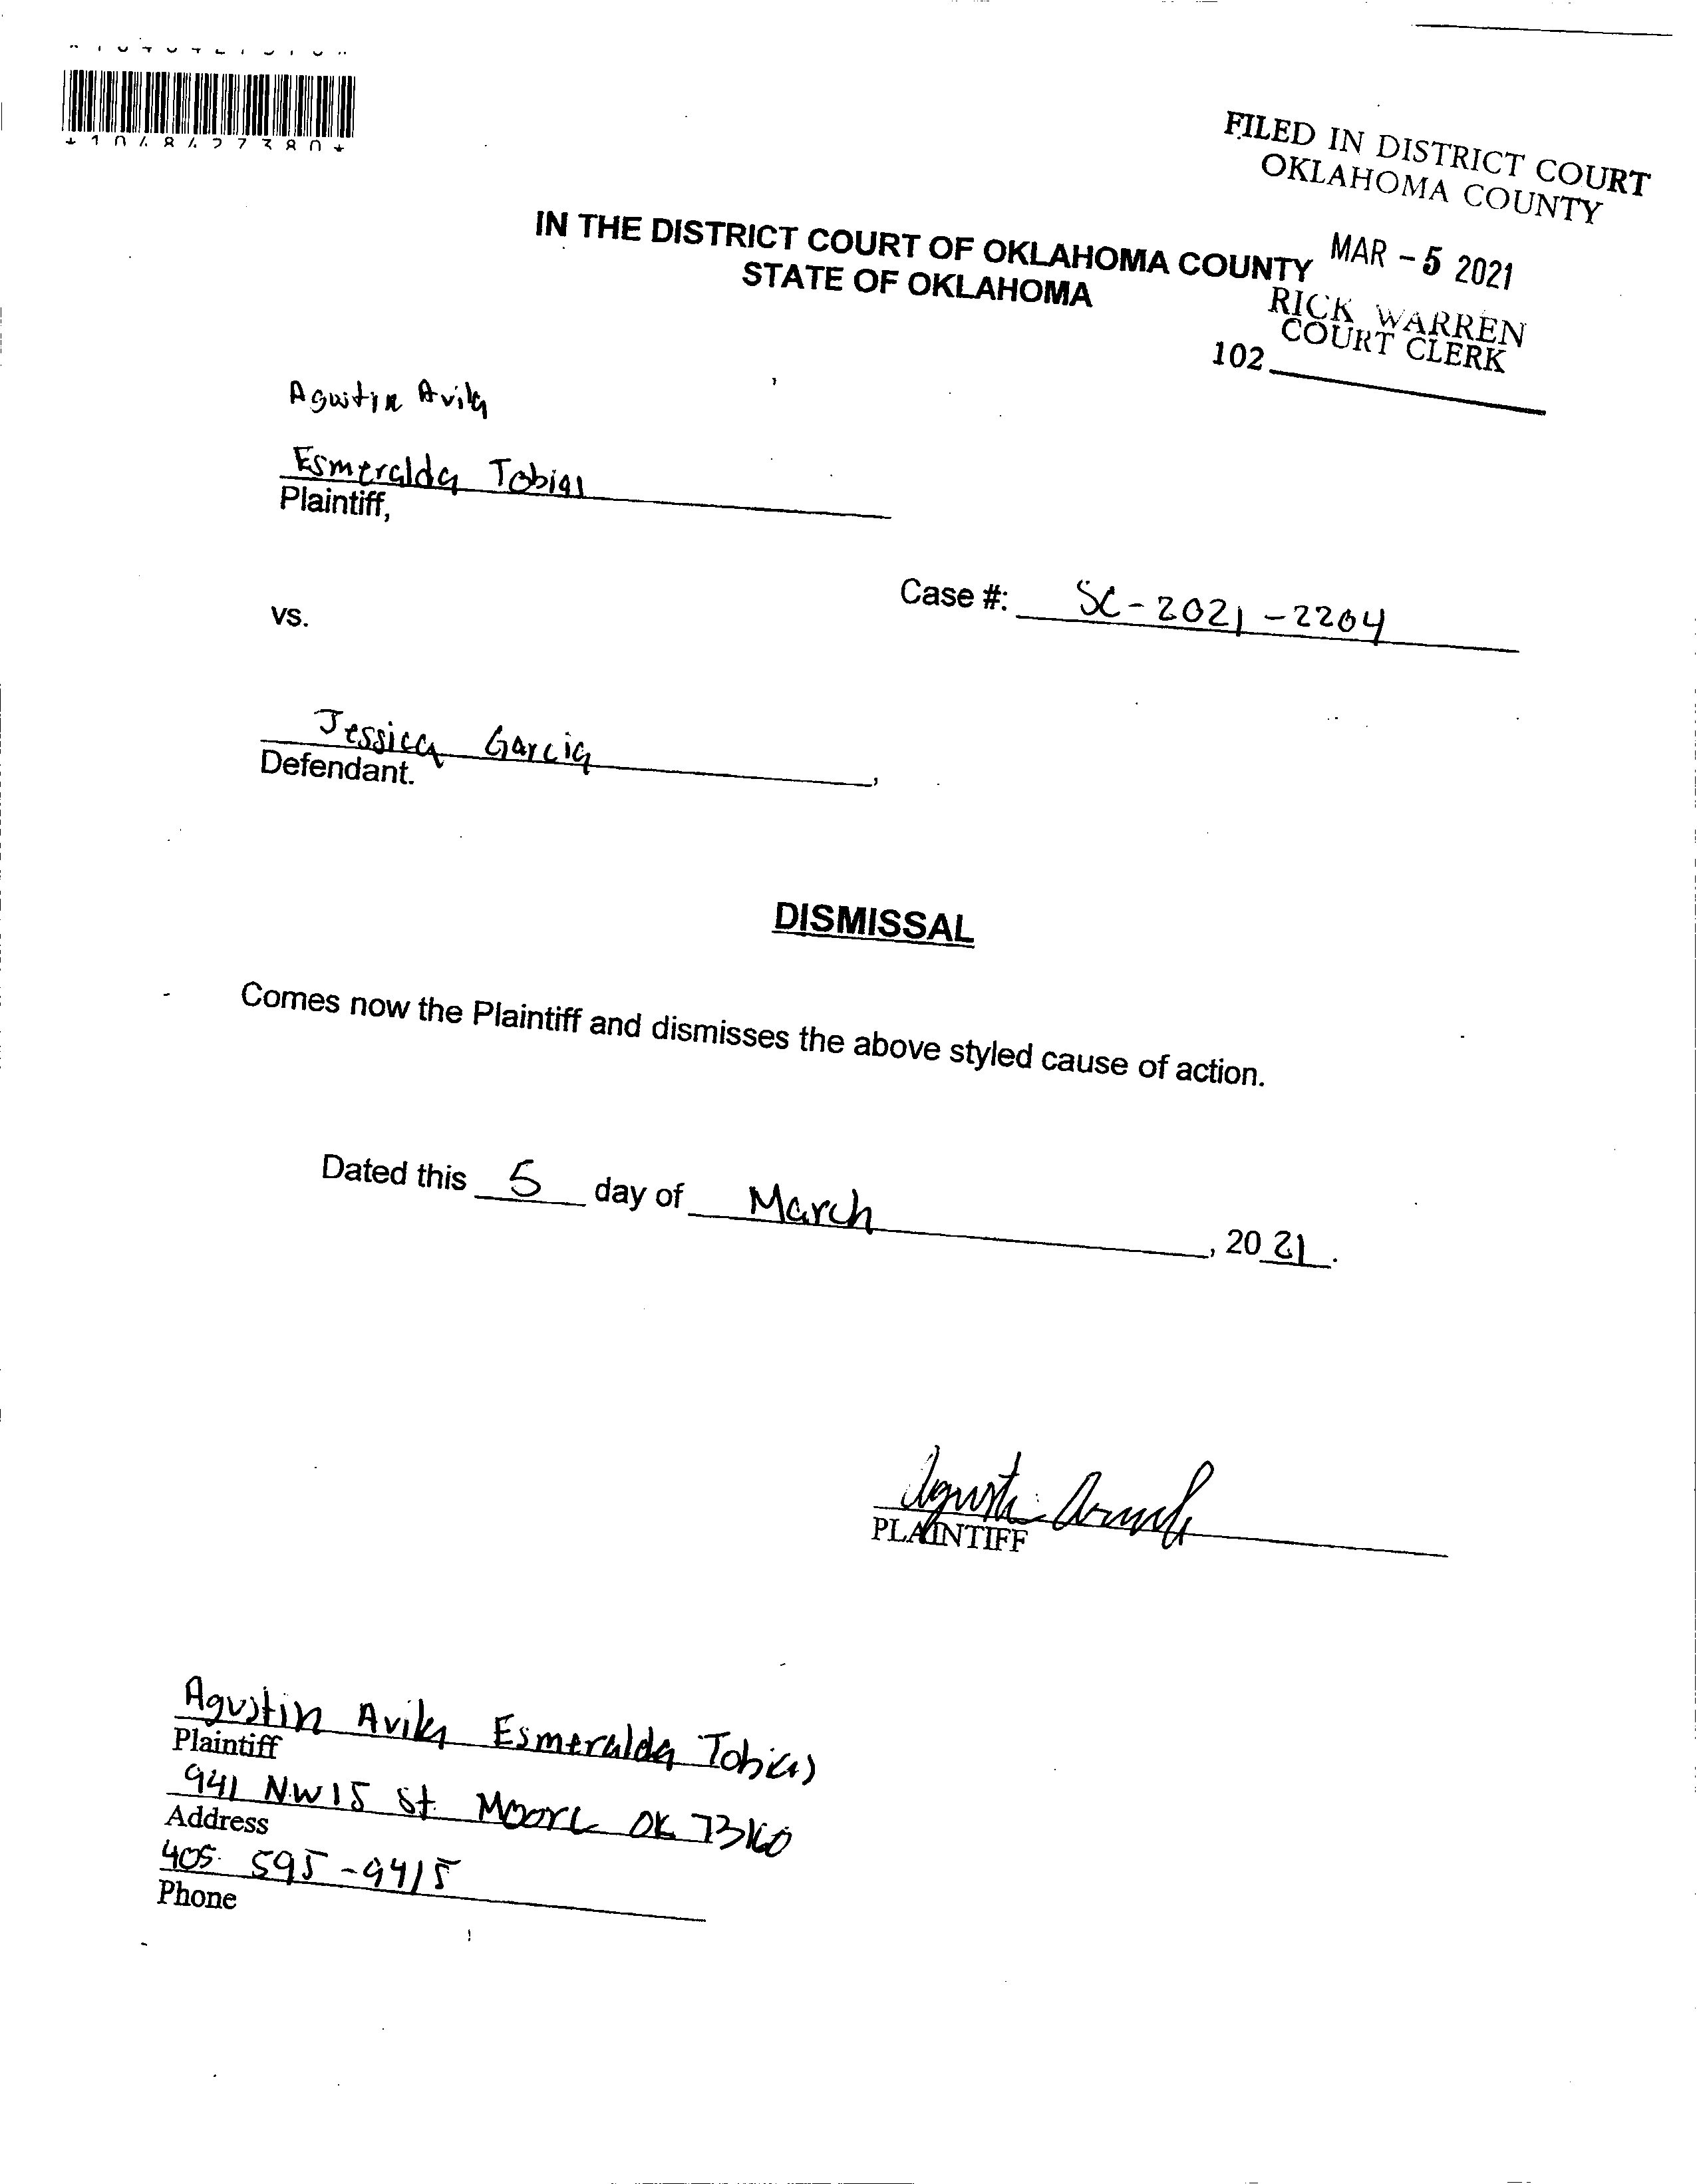 *1048427380*
FILED IN DISTRICT COURT
OKLAHOMA COUNTY
MAR - 5 2021
RICK WARREN
COURT CLERK
102
IN THE DISTRICT COURT OF OKLAHOMA COUNTY
STATE OF OKLAHOMA
Agustin Avila
Esmeralda Tobias
Plaintiff,
Case #: SC-2021-2204
vs.
Jessica Garcia
Defendant. ,
DISMISSAL
Comes now the Plaintiff and dismisses the above styled cause of action.
Dated this 5 day of March, 2021.
PLAINTIFF
Agustin Avila Esmeralda Tobias
Plaintiff
941 NW 15 St. Moore OK 73160
Address
405 595-9415
Phone